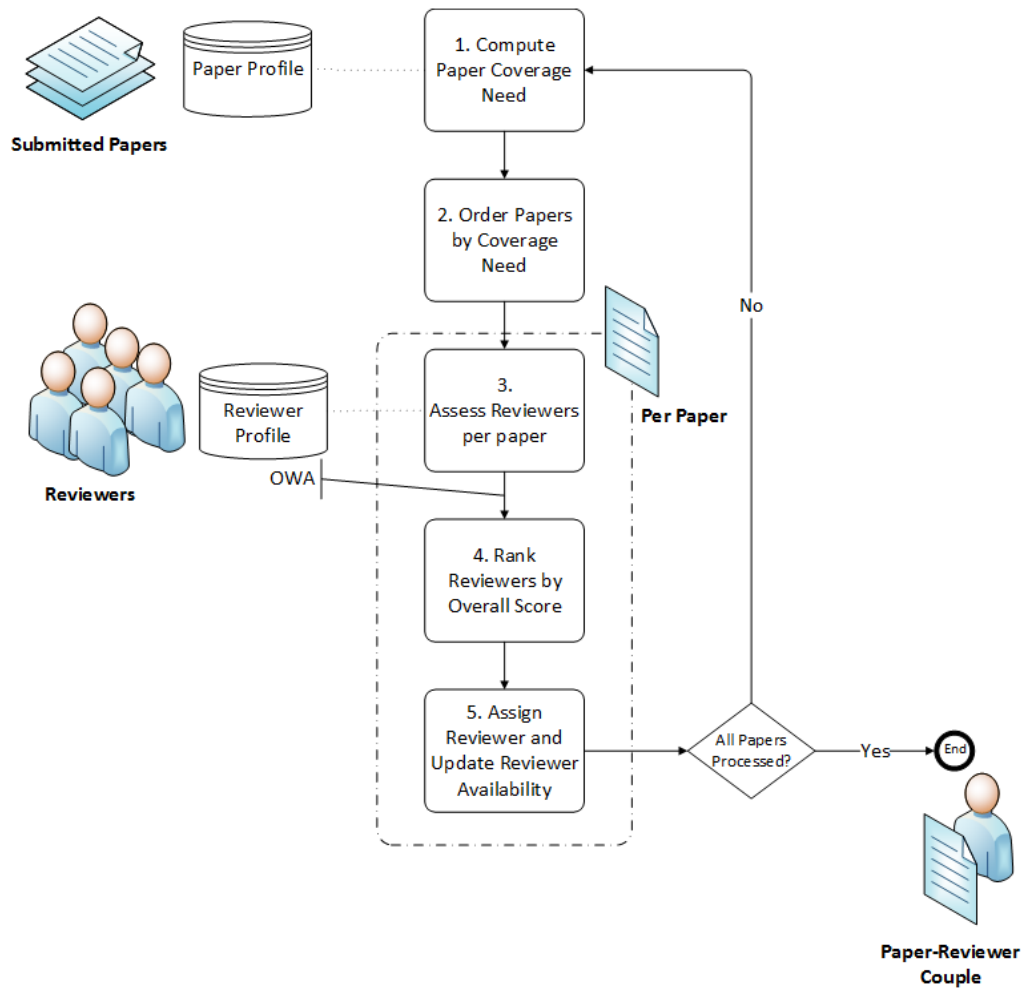 1. Compute
Paper Coverage
Need
Paper Profile
Submitted Papers
2. Order Papers
by Coverage
Need
No
3.
Assess Reviewers
per paper
Per Paper
Reviewer
Profile
OWA
Reviewers
4. Rank
Reviewers by
Overall Score
5. Assign
Reviewer and
Update Reviewer
Availability
All Papers
Processed?
Yes
End
Paper-Reviewer
Couple